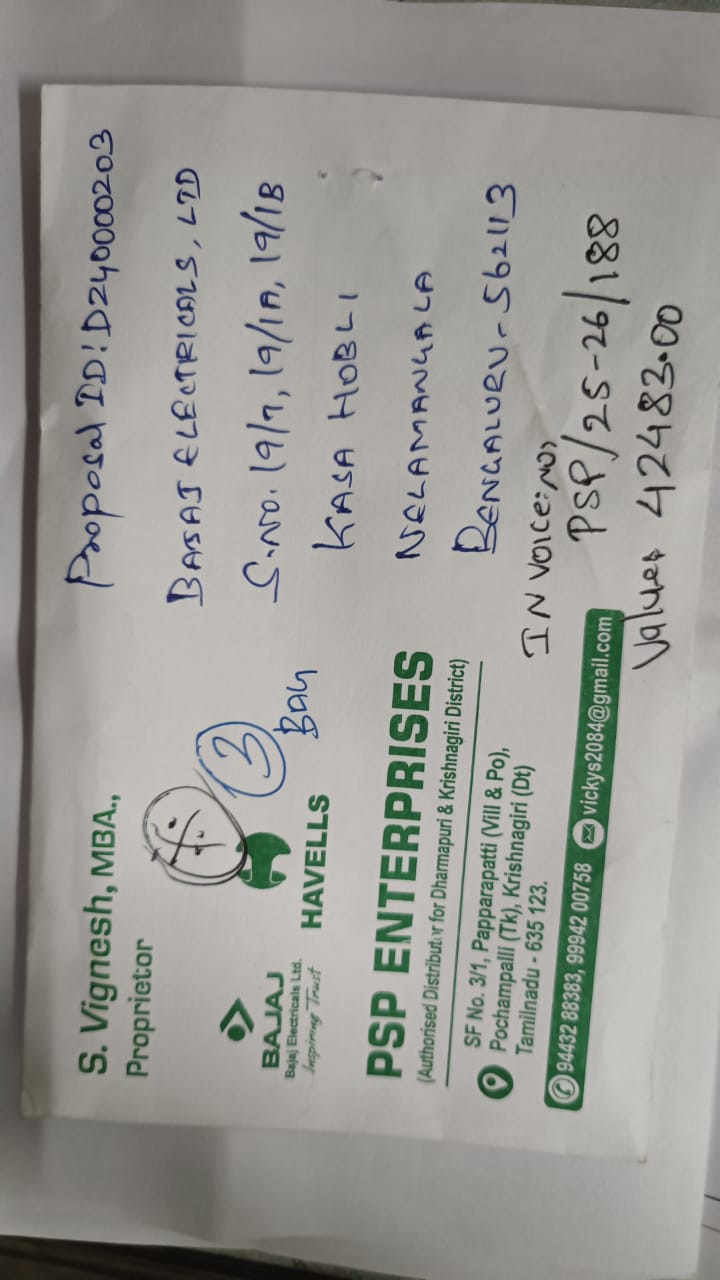 S. Vignesh, MBA.,
Proprietor
BAJAJ
Bajaj Electricals Ltd.
Inspiring Trust
HAVELLS
3
Bag
PSP ENTERPRISES
(Authorised Distributor for Dharmapuri & Krishnagiri District)
SF No. 3/1, Papparapatti (Vill & Po),
Pochampalli (Tk), Krishnagiri (Dt)
Tamilnadu - 635 123.
94432 88383, 99942 00758 vickys2084@gmail.com
Proposal ID: D240000203
BAJAJ ELECTRICALS, LTD
S.NO. 19/7, 19/1A, 19/1B
KASA HOBLI
NELAMANGALA
BENGALURU - 562113
INVOICE: NO,
PSP/25-26/188
Value 42483.00